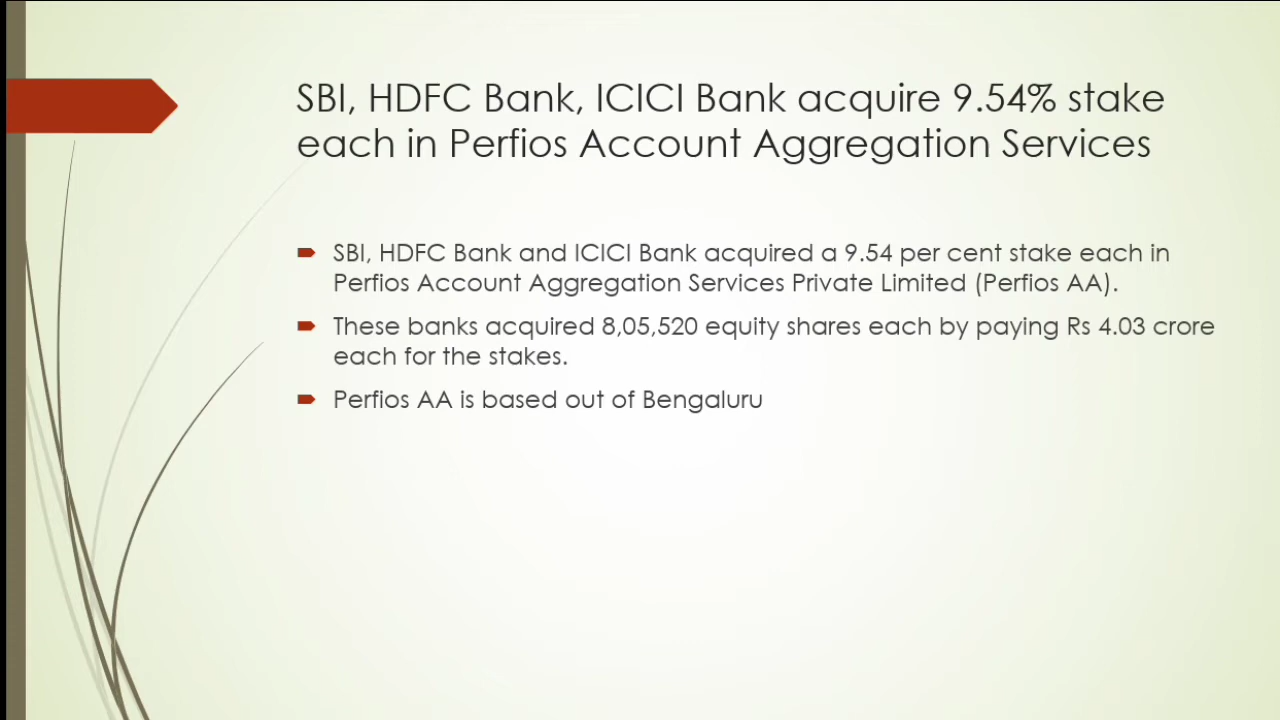 SBI, HDFC Bank, ICICI Bank acquire 9.54% stake
each in Perfios Account Aggregation Services
SBI, HDFC Bank and ICICI Bank acquired a 9.54 per cent stake each in
Perfios Account Aggregation Services Private Limited (Perfios AA).
These banks acquired 8,05,520 equity shares each by paying Rs 4.03 crore
each for the stakes.
Perfios AA is based out of Bengaluru